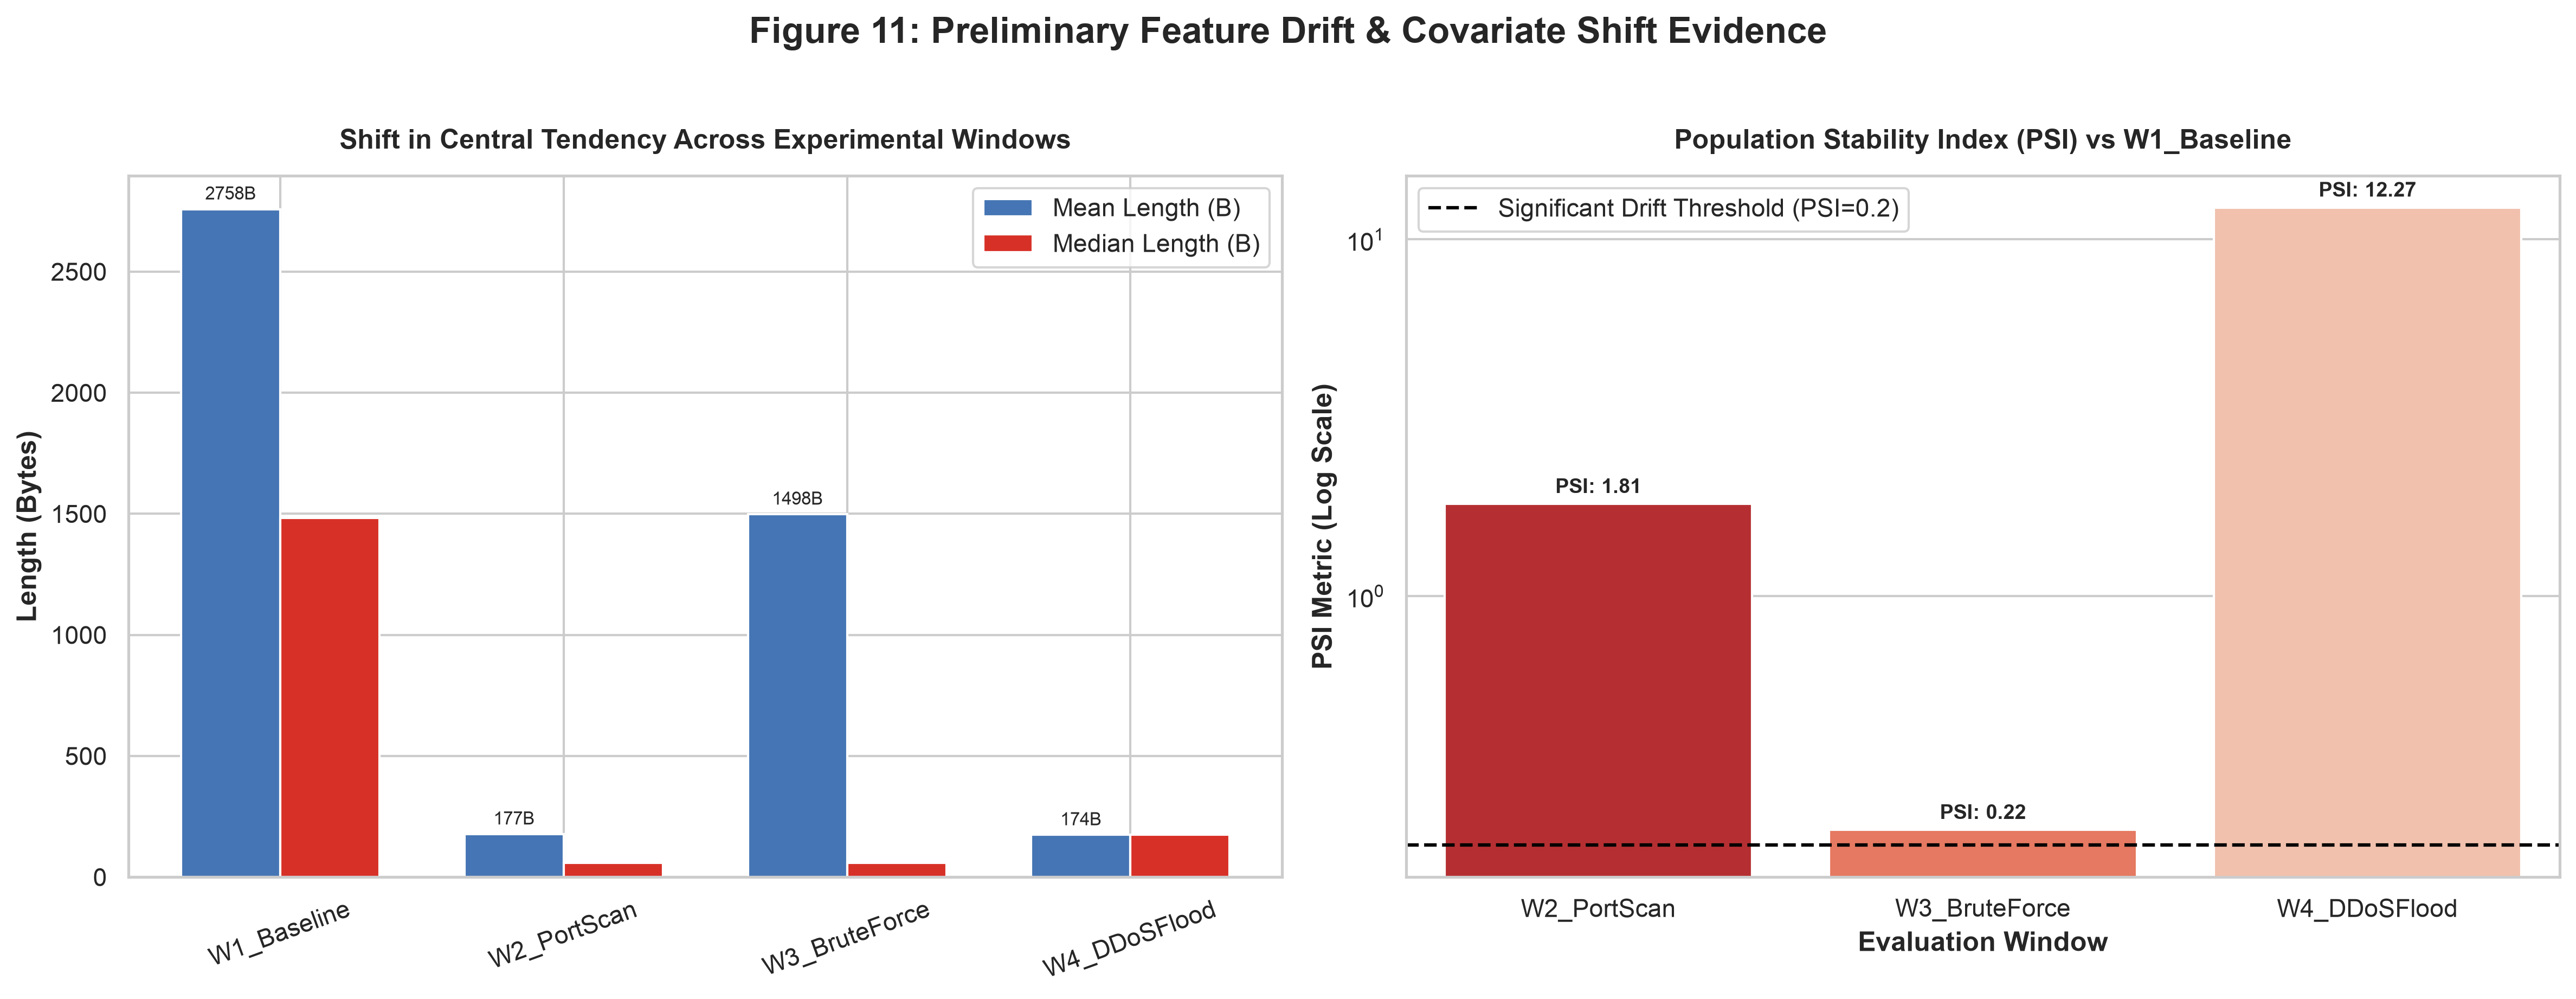 Figure 11: Preliminary Feature Drift & Covariate Shift Evidence
Shift in Central Tendency Across Experimental Windows
Length (Bytes)
2500
2000
1500
1000
500
0
2758B
177B
1498B
174B
Mean Length (B)
Median Length (B)
W1_Baseline
W2_PortScan
W3_BruteForce
W4_DDoSFlood
Population Stability Index (PSI) vs W1_Baseline
PSI Metric (Log Scale)
10¹
10⁰
Significant Drift Threshold (PSI=0.2)
PSI: 1.81
PSI: 0.22
PSI: 12.27
W2_PortScan
W3_BruteForce
W4_DDoSFlood
Evaluation Window